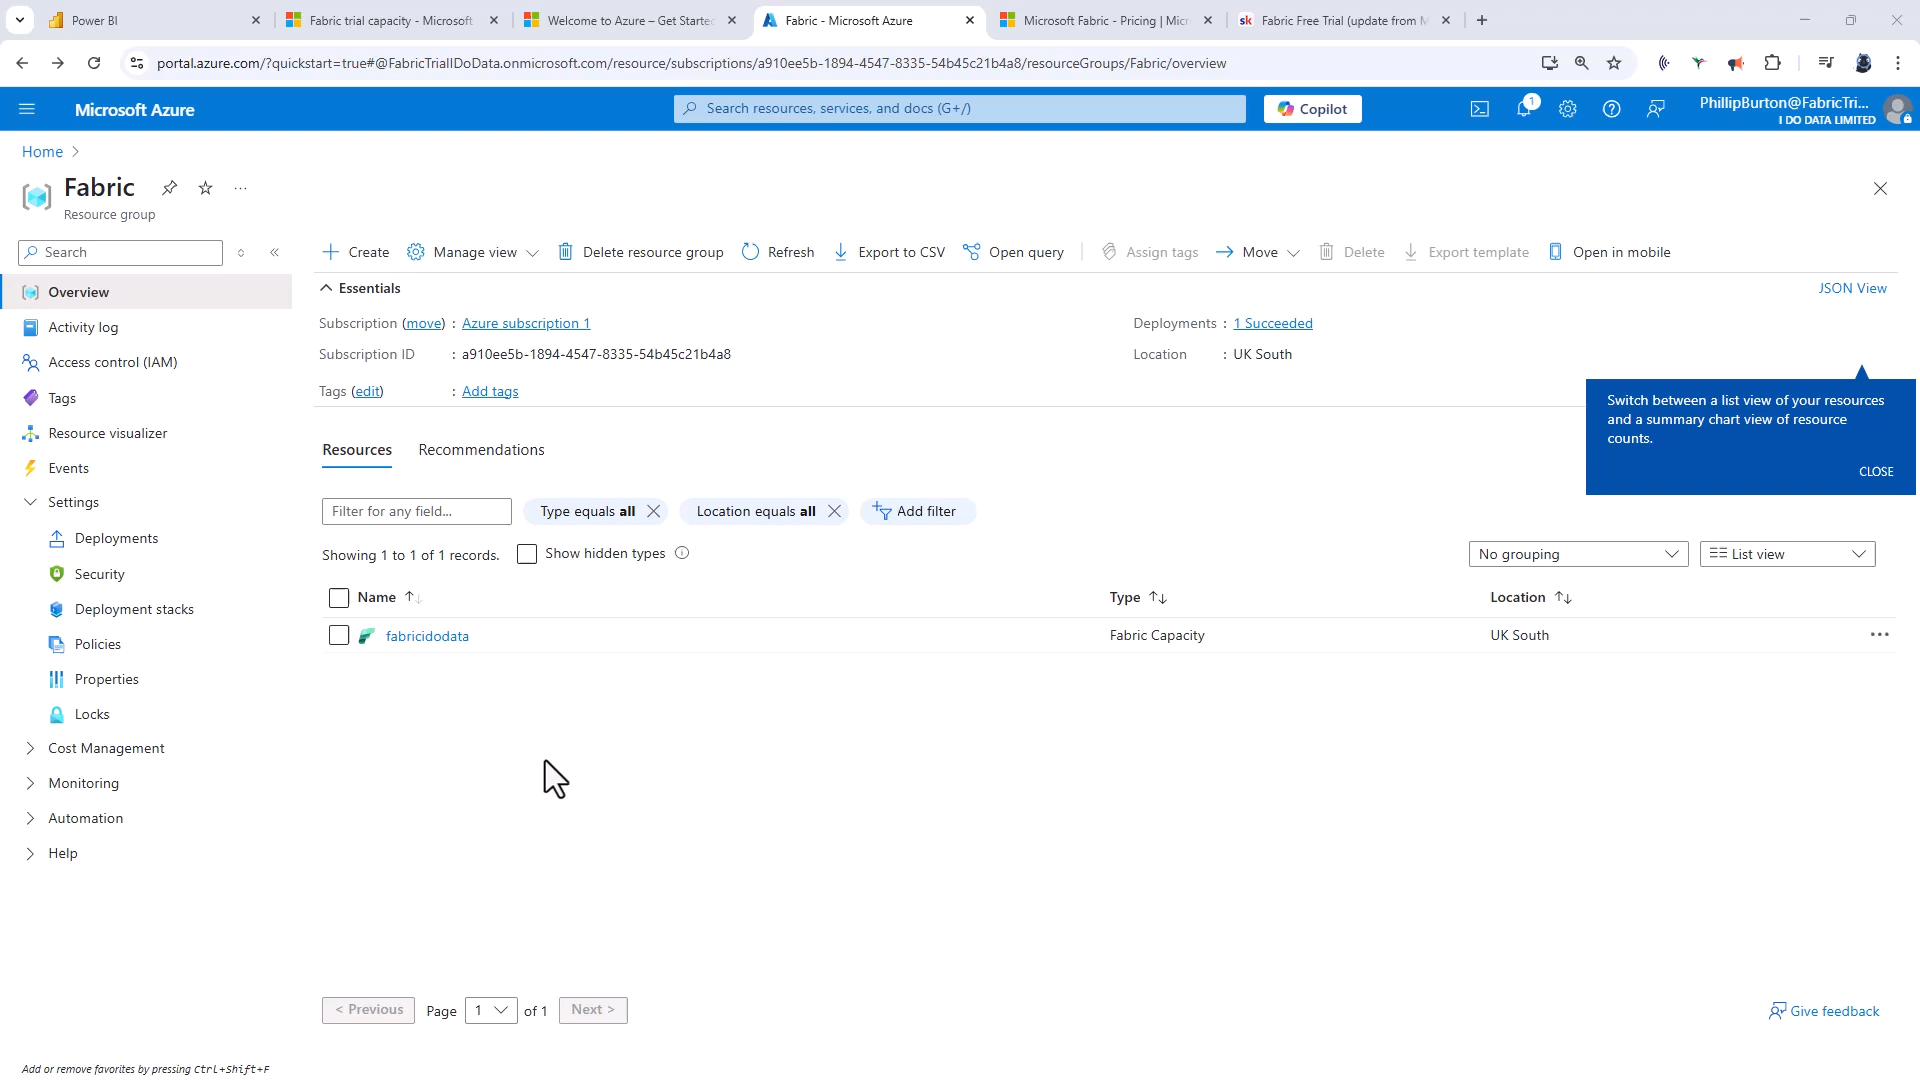 Power BI
Fabric trial capacity - Microsoft
Welcome to Azure – Get Starte
Fabric - Microsoft Azure
Microsoft Fabric - Pricing | Micr
sk Fabric Free Trial (update from M
portal.azure.com/?quickstart=true#@FabricTrialIDoData.onmicrosoft.com/resource/subscriptions/a910ee5b-1894-4547-8335-54b45c21b4a8/resourceGroups/Fabric/overview
Microsoft Azure
Search resources, services, and docs (G+/)
Copilot
1
PhillipBurton@FabricTri...
I DO DATA LIMITED
Home
Fabric
Resource group
Search
Create
Manage view
Delete resource group
Refresh
Export to CSV
Open query
Assign tags
Move
Delete
Export template
Open in mobile
Overview
Activity log
Access control (IAM)
Tags
Resource visualizer
Events
Settings
Deployments
Security
Deployment stacks
Policies
Properties
Locks
Cost Management
Monitoring
Automation
Help
Essentials
JSON View
Subscription (move) : Azure subscription 1
Deployments : 1 Succeeded
Subscription ID : a910ee5b-1894-4547-8335-54b45c21b4a8
Location : UK South
Tags (edit) : Add tags
Switch between a list view of your resources
and a summary chart view of resource
counts.
CLOSE
Resources Recommendations
Filter for any field...
Type equals all
Location equals all
Add filter
Showing 1 to 1 of 1 records.
Show hidden types
No grouping
List view
Name Type Location
fabricidodata Fabric Capacity UK South
< Previous Page 1 of 1 Next >
Give feedback
Add or remove favorites by pressing Ctrl+Shift+F